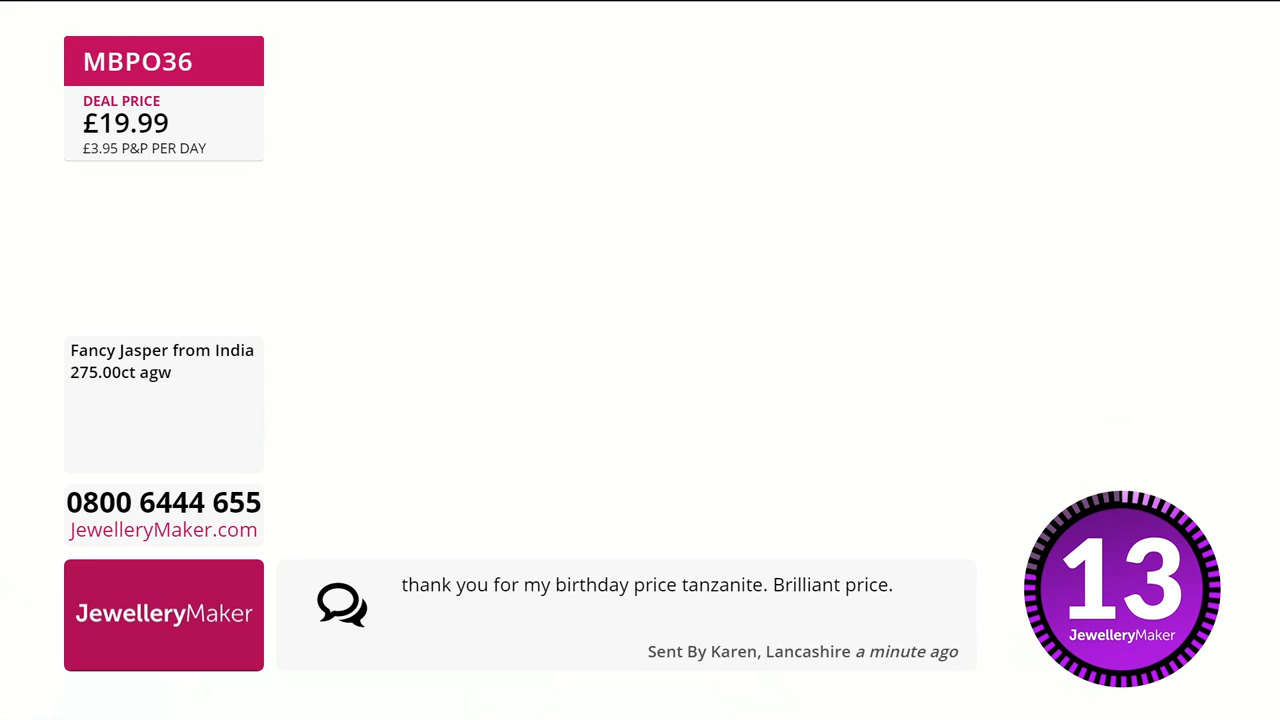 MBPO36
DEAL PRICE
£19.99
£3.95 P&P PER DAY
Fancy Jasper from India
275.00ct agw
0800 6444 655
JewelleryMaker.com
JewelleryMaker
thank you for my birthday price tanzanite. Brilliant price.
Sent By Karen, Lancashire a minute ago
13
JewelleryMaker